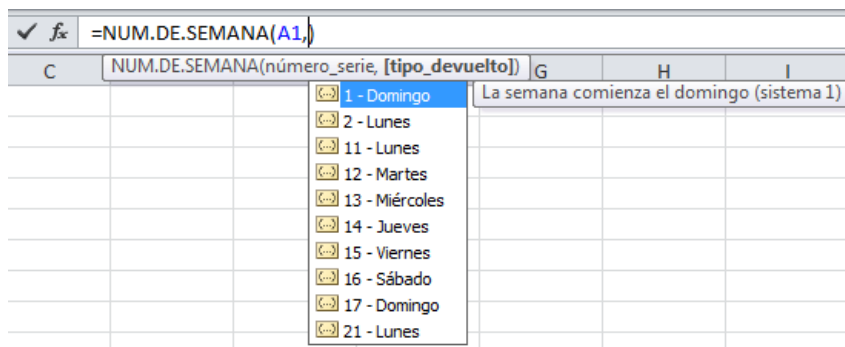 fx =NUM.DE.SEMANA(A1,)
C G H I
NUM.DE.SEMANA(número_serie, [tipo_devuelto])
1 - Domingo La semana comienza el domingo (sistema 1)
2 - Lunes
11 - Lunes
12 - Martes
13 - Miércoles
14 - Jueves
15 - Viernes
16 - Sábado
17 - Domingo
21 - Lunes